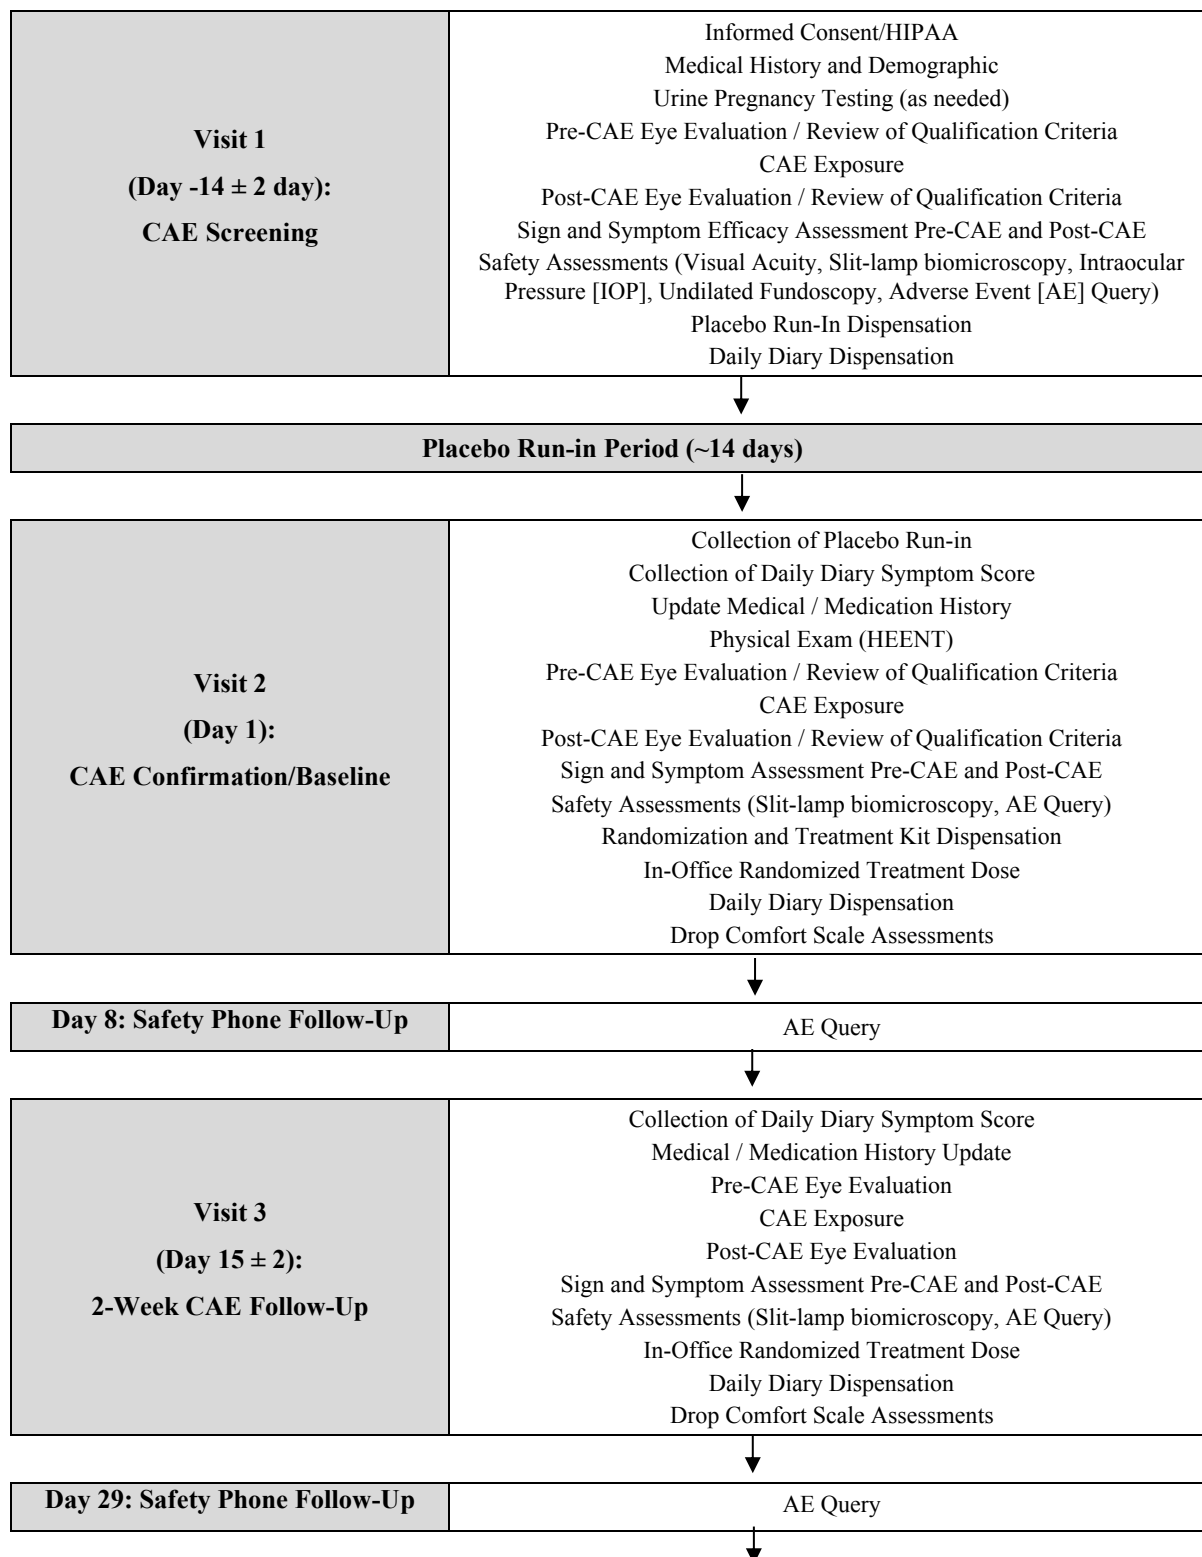 Visit 1
(Day -14 ± 2 day):
CAE Screening
Informed Consent/HIPAA
Medical History and Demographic
Urine Pregnancy Testing (as needed)
Pre-CAE Eye Evaluation / Review of Qualification Criteria
CAE Exposure
Post-CAE Eye Evaluation / Review of Qualification Criteria
Sign and Symptom Efficacy Assessment Pre-CAE and Post-CAE
Safety Assessments (Visual Acuity, Slit-lamp biomicroscopy, Intraocular
Pressure [IOP], Undilated Fundoscopy, Adverse Event [AE] Query)
Placebo Run-In Dispensation
Daily Diary Dispensation
Placebo Run-in Period (~14 days)
Visit 2
(Day 1):
CAE Confirmation/Baseline
Collection of Placebo Run-in
Collection of Daily Diary Symptom Score
Update Medical / Medication History
Physical Exam (HEENT)
Pre-CAE Eye Evaluation / Review of Qualification Criteria
CAE Exposure
Post-CAE Eye Evaluation / Review of Qualification Criteria
Sign and Symptom Assessment Pre-CAE and Post-CAE
Safety Assessments (Slit-lamp biomicroscopy, AE Query)
Randomization and Treatment Kit Dispensation
In-Office Randomized Treatment Dose
Daily Diary Dispensation
Drop Comfort Scale Assessments
Day 8: Safety Phone Follow-Up
AE Query
Visit 3
(Day 15 ± 2):
2-Week CAE Follow-Up
Collection of Daily Diary Symptom Score
Medical / Medication History Update
Pre-CAE Eye Evaluation
CAE Exposure
Post-CAE Eye Evaluation
Sign and Symptom Assessment Pre-CAE and Post-CAE
Safety Assessments (Slit-lamp biomicroscopy, AE Query)
In-Office Randomized Treatment Dose
Daily Diary Dispensation
Drop Comfort Scale Assessments
Day 29: Safety Phone Follow-Up
AE Query